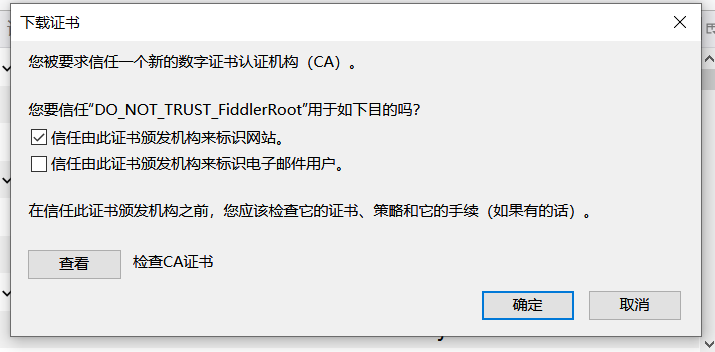 下载证书
您被要求信任一个新的数字证书认证机构（CA）。
您要信任“DO_NOT_TRUST_FiddlerRoot”用于如下目的吗？
信任由此证书颁发机构来标识网站。
信任由此证书颁发机构来标识电子邮件用户。
在信任此证书颁发机构之前，您应该检查它的证书、策略和它的手续（如果有的话）。
查看 检查CA证书
确定 取消